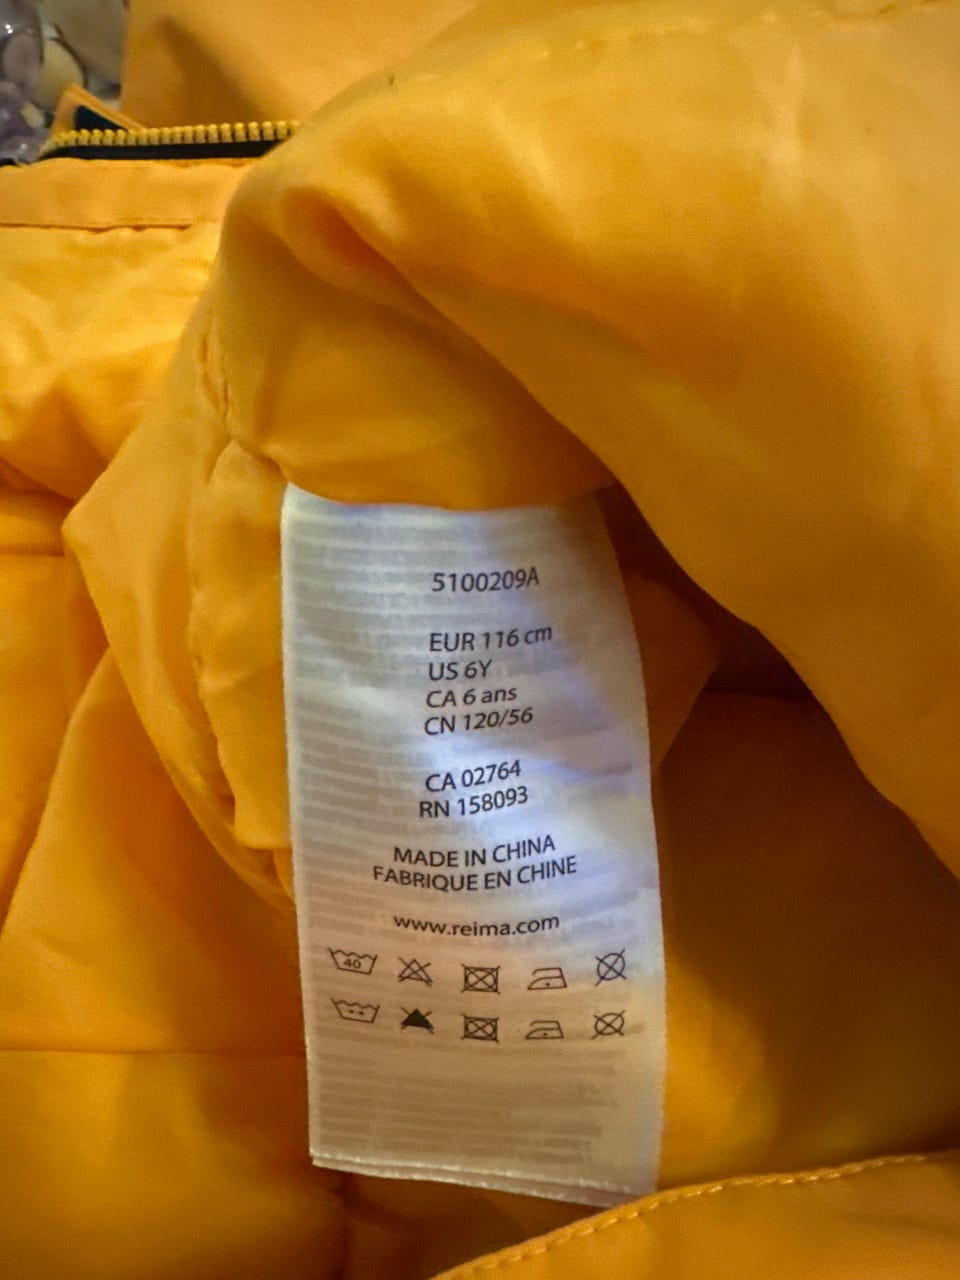 5100209A
EUR 116 cm
US 6Y
CA 6 ans
CN 120/56
CA 02764
RN 158093
MADE IN CHINA
FABRIQUE EN CHINE
www.reima.com
40